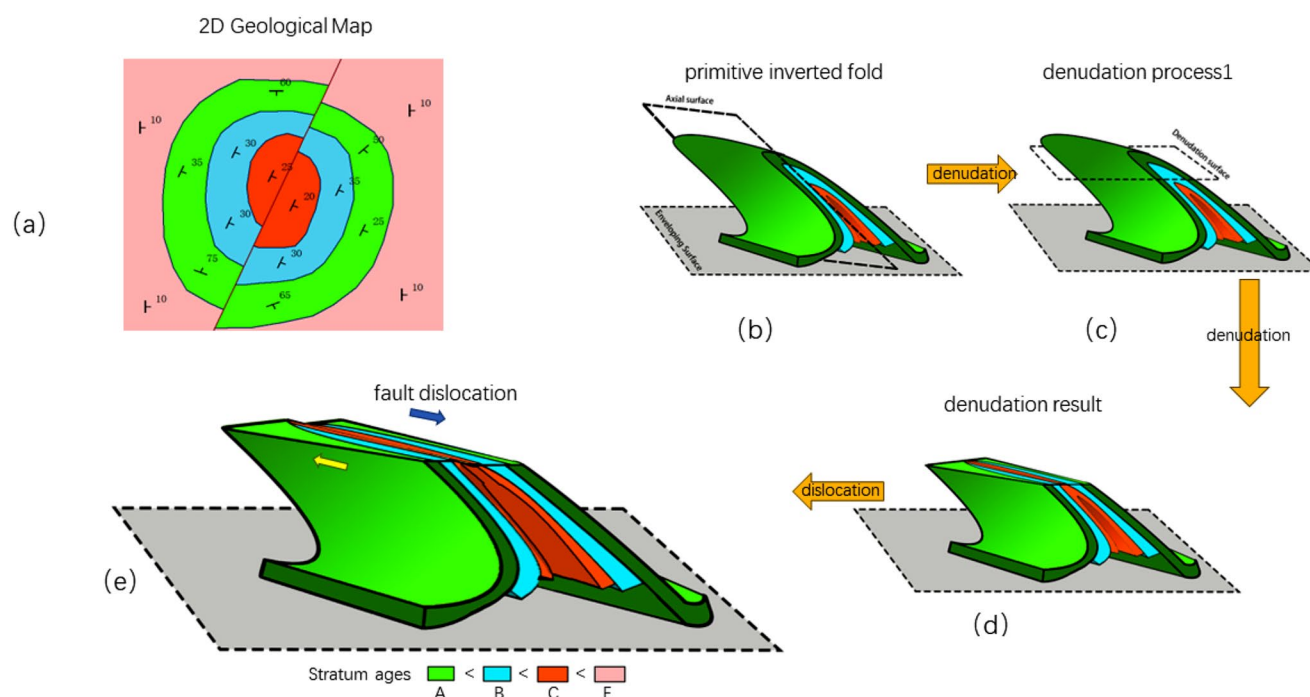 2D Geological Map
60
10
10
50
30
35
25
35
20
30
25
30
75
65
10
10
(a)
primitive inverted fold
Axial surface
Enveloping Surface
(b)
denudation
denudation process1
Denudation surface
(c)
denudation
fault dislocation
(e)
dislocation
denudation result
(d)
Stratum ages < < <
A B C F